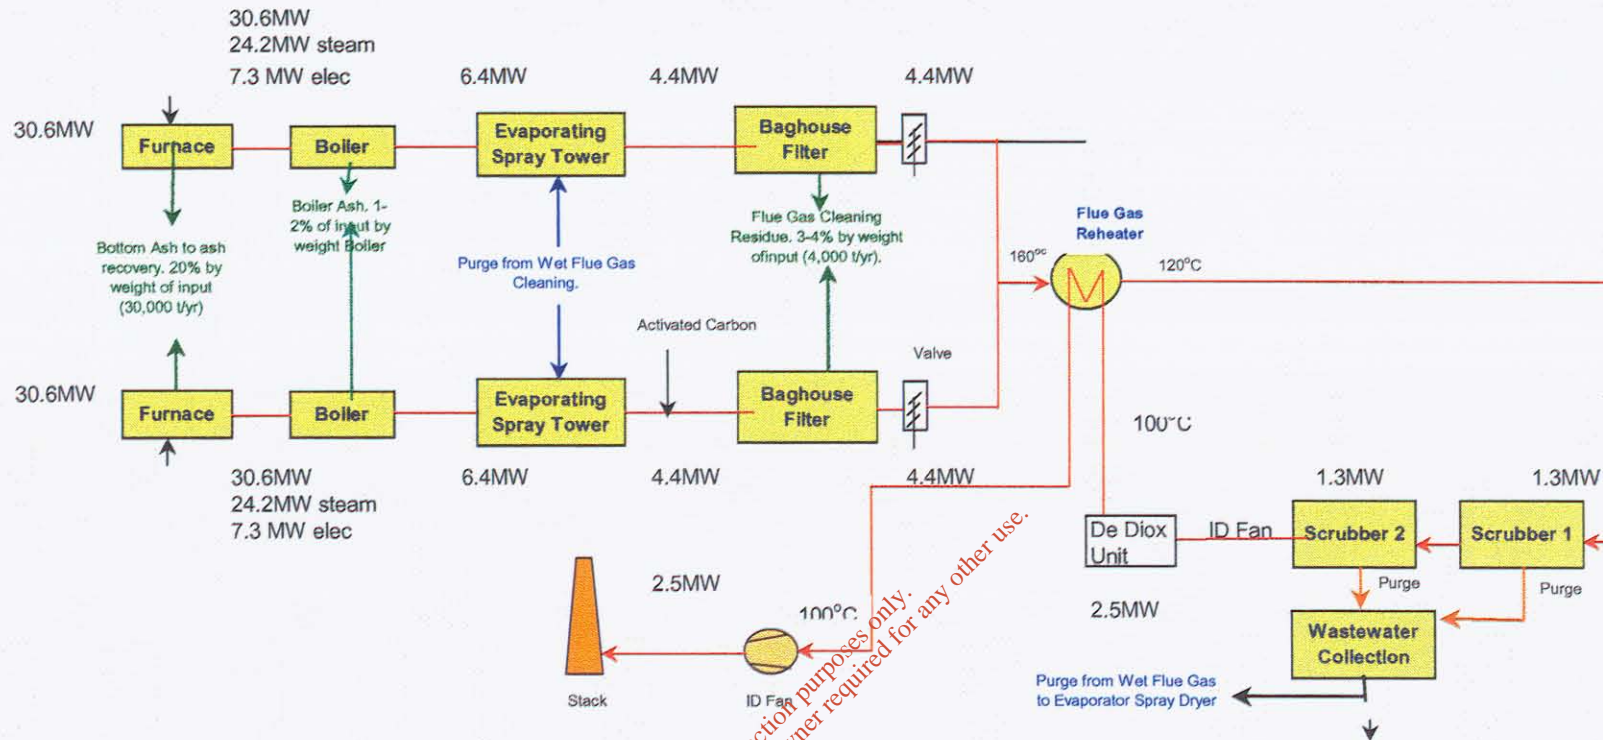 30.6MW
24.2MW steam
7.3 MW elec
6.4MW
4.4MW
4.4MW
30.6MW
Furnace
Boiler
Evaporating
Spray Tower
Baghouse
Filter
Bottom Ash to ash
recovery. 20% by
weight of input
(30,000 t/yr)
Boiler Ash. 1-
2% of input by
weight Boiler
Purge from Wet Flue Gas
Cleaning.
Flue Gas Cleaning
Residue. 3-4% by weight
ofinput (4,000 t/yr).
Flue Gas
Reheater
160°C
120°C
Activated Carbon
Valve
30.6MW
Furnace
Boiler
Evaporating
Spray Tower
Baghouse
Filter
30.6MW
24.2MW steam
7.3 MW elec
6.4MW
4.4MW
4.4MW
100°C
1.3MW
1.3MW
De Diox
Unit
ID Fan
Scrubber 2
Scrubber 1
Purge
Purge
2.5MW
Wastewater
Collection
Purge from Wet Flue Gas
to Evaporator Spray Dryer
2.5MW
100°C
Stack
ID Fan
ction purposes only.
ner required for any other use.